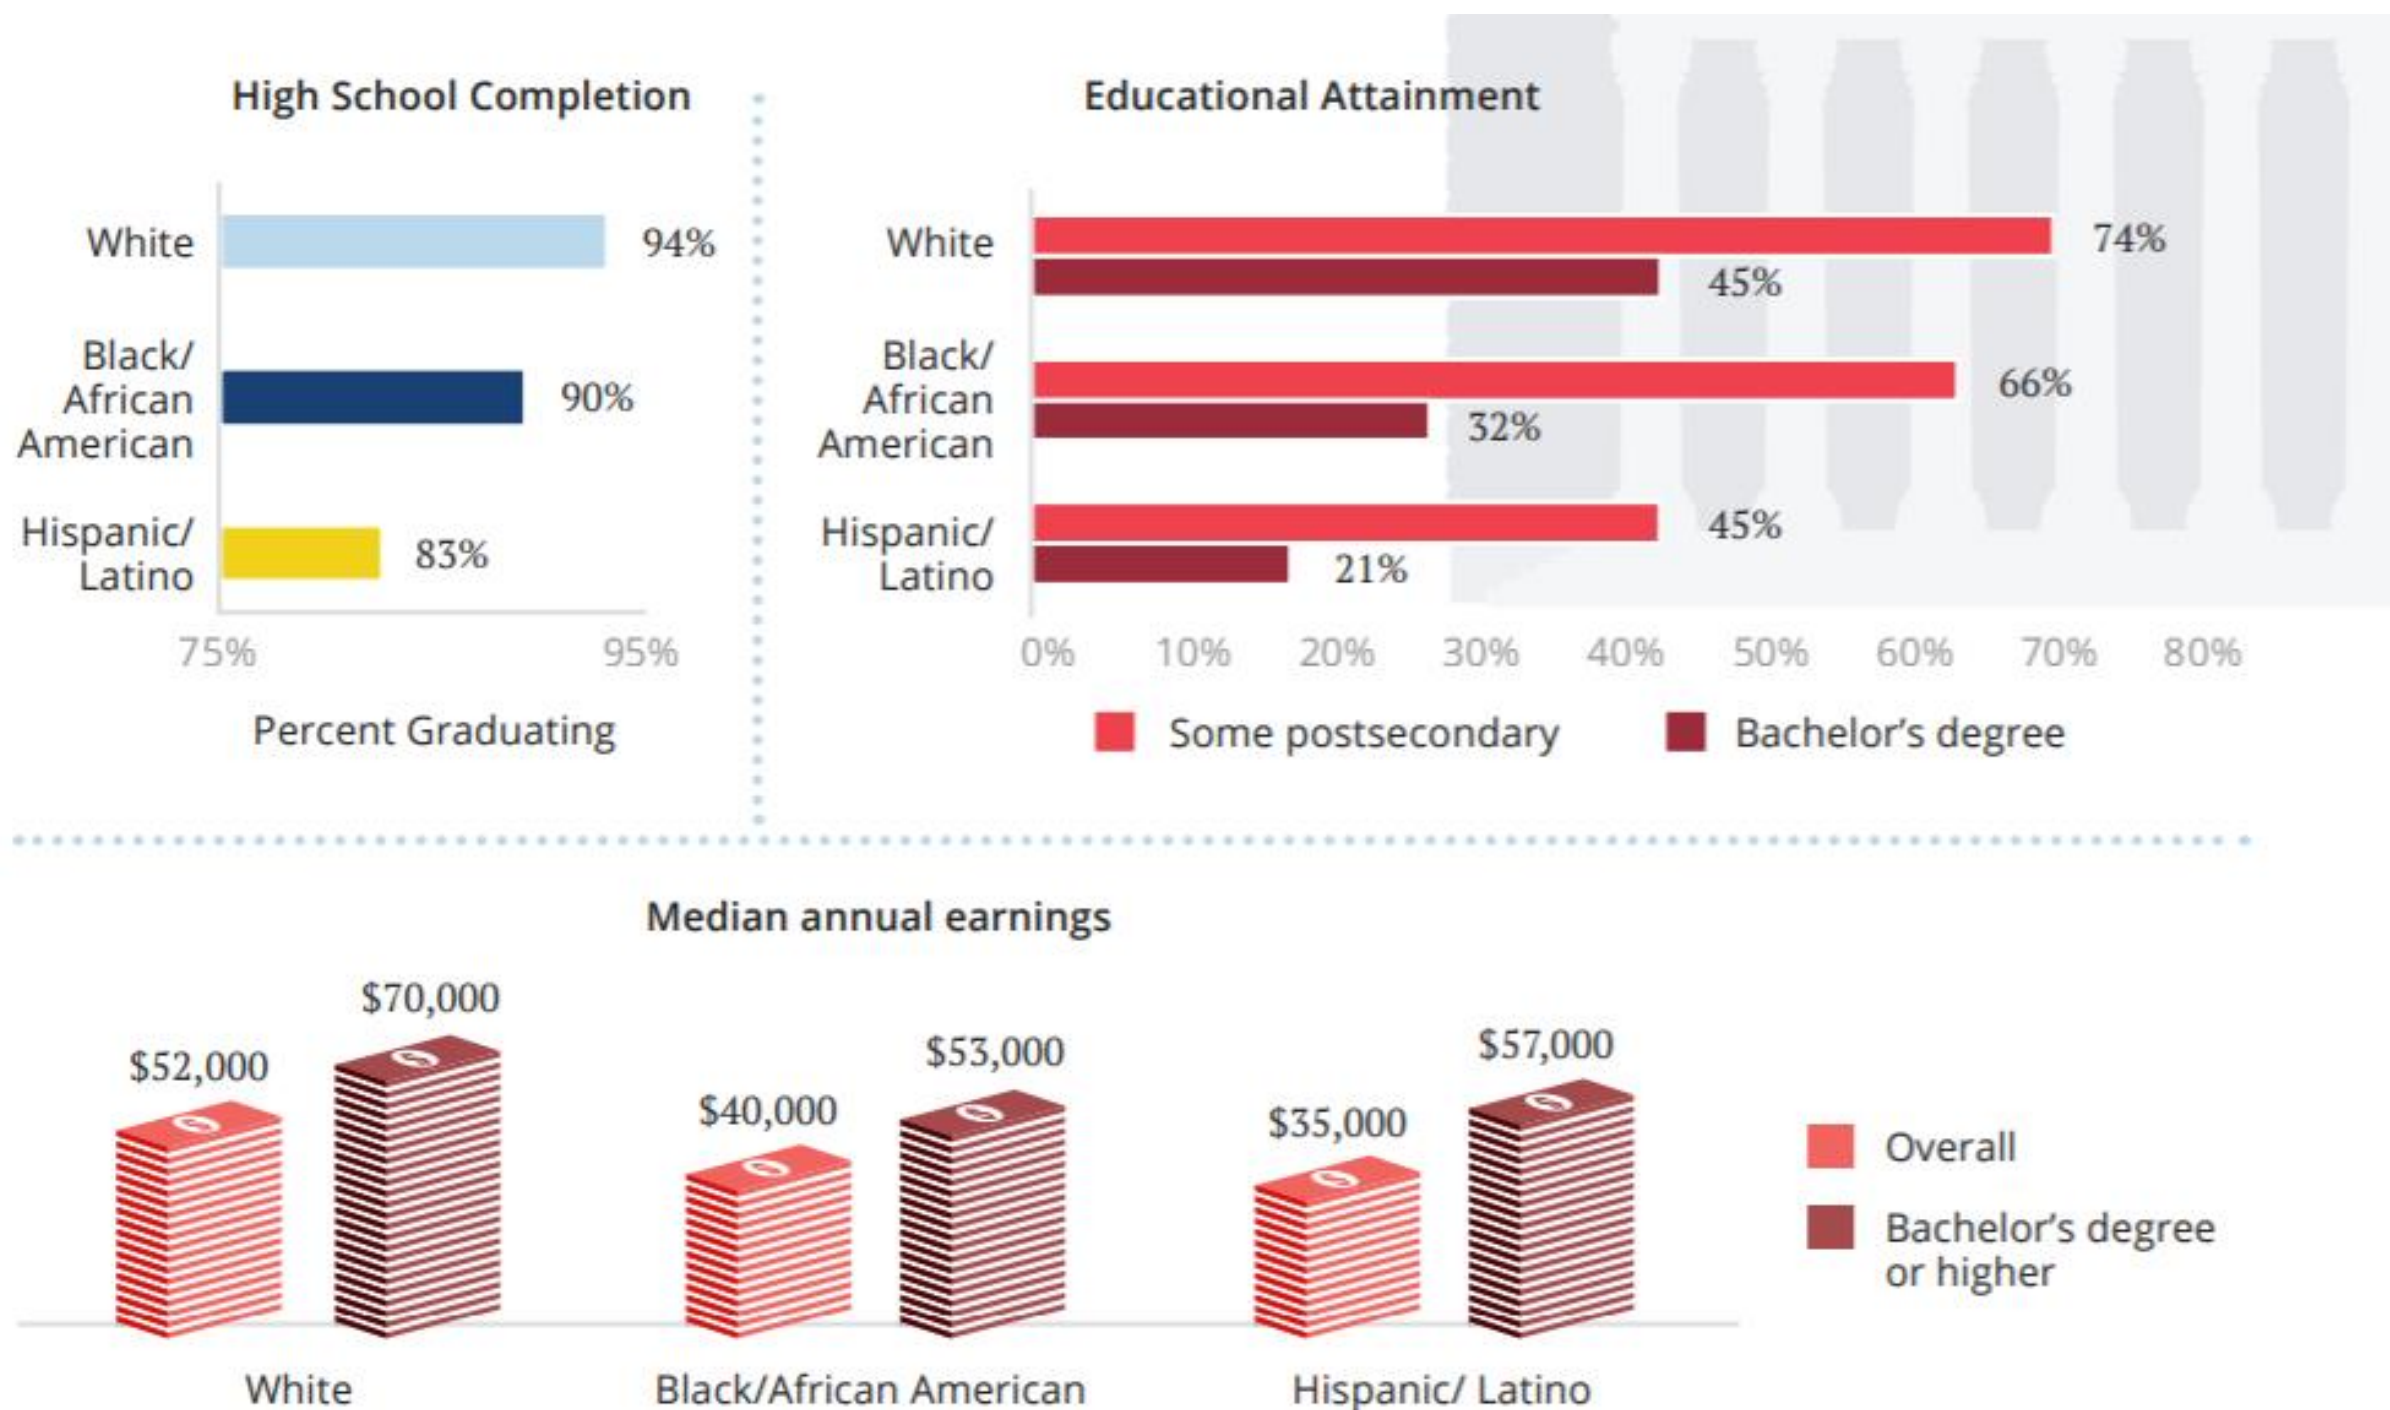 High School Completion
White
94%
Black/
African
American
90%
Hispanic/
Latino
83%
75%
95%
Percent Graduating
Educational Attainment
White
74%
45%
Black/
African
American
66%
32%
Hispanic/
Latino
45%
21%
0% 10% 20% 30% 40% 50% 60% 70% 80%
Some postsecondary
Bachelor's degree
Median annual earnings
$52,000
$70,000
White
$40,000
$53,000
Black/African American
$35,000
$57,000
Hispanic/ Latino
Overall
Bachelor's degree
or higher